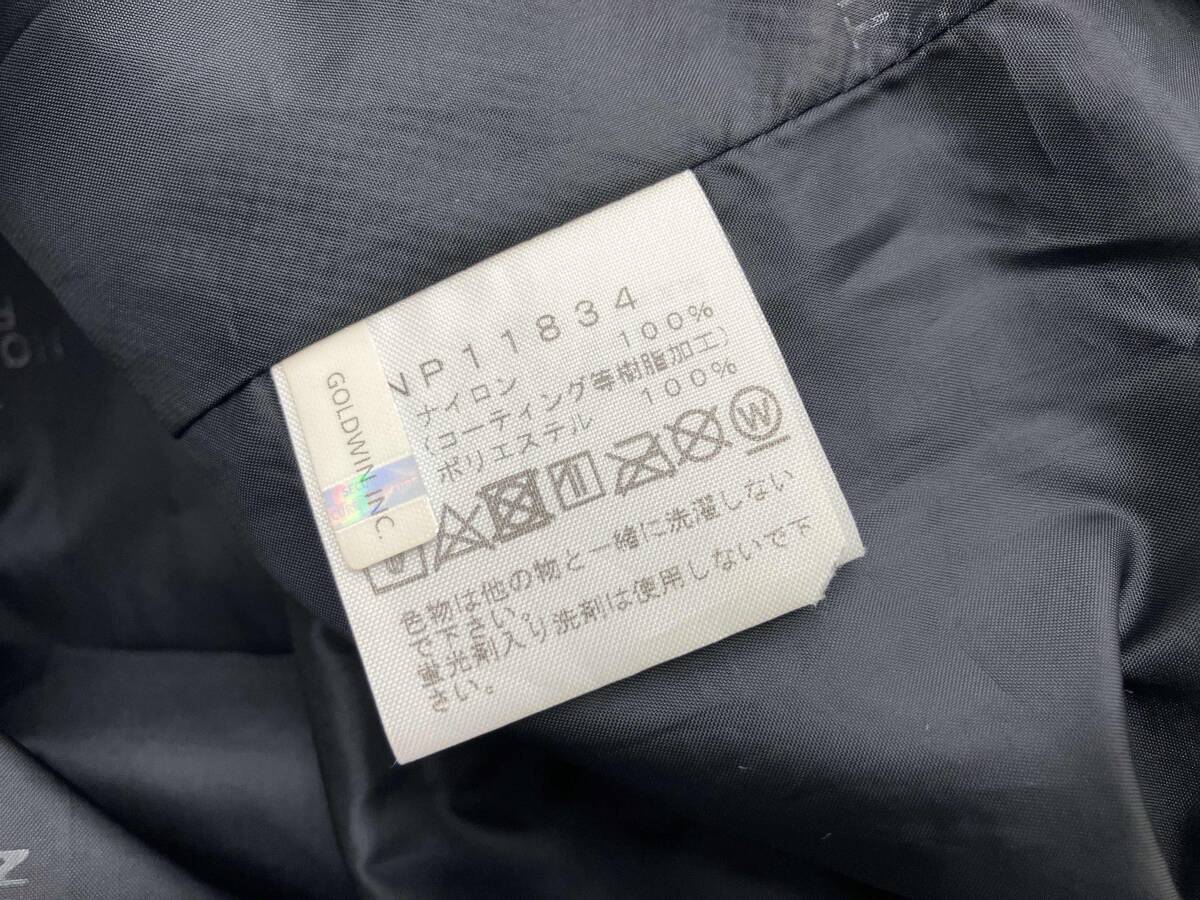 NP11834
ナイロン 100%
(コーティング等樹脂加工)
ポリエステル 100%
W
色物は他の物と一緒に洗濯しない
で下さい。
蛍光剤入り洗剤は使用しないで下
さい。
GOLDWIN INC.